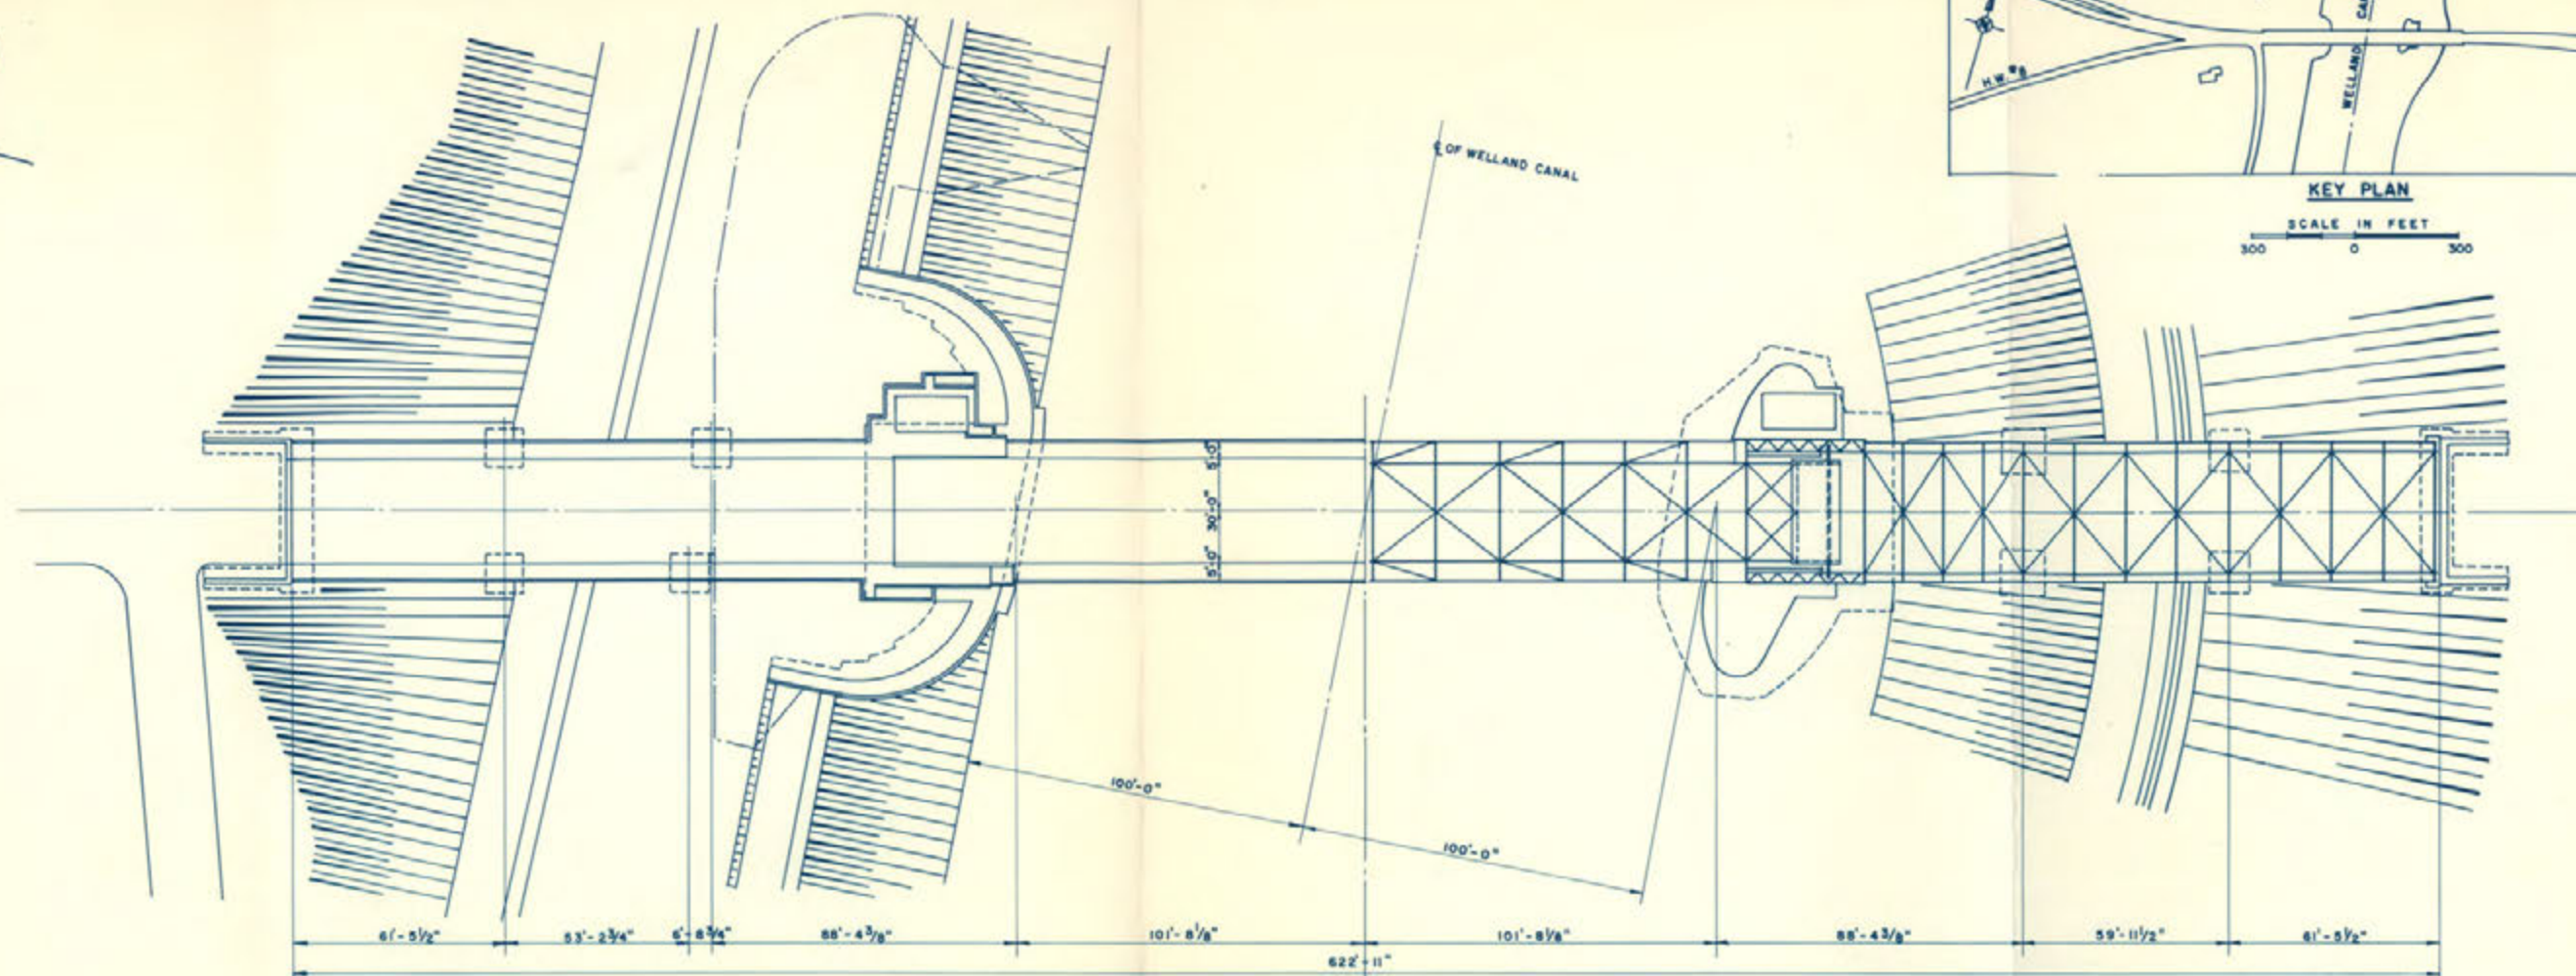 H.W. #8
WELLAND CA
KEY PLAN
SCALE IN FEET
300 0 300
℄ OF WELLAND CANAL
5'-0"
30'-0"
5'-0"
100'-0"
100'-0"
61'-5½" 53'-2¾" 6'-8¾" 88'-4⅜" 101'-8⅛" 101'-8⅛" 88'-4⅜" 59'-11½" 61'-5½"
622'-11"